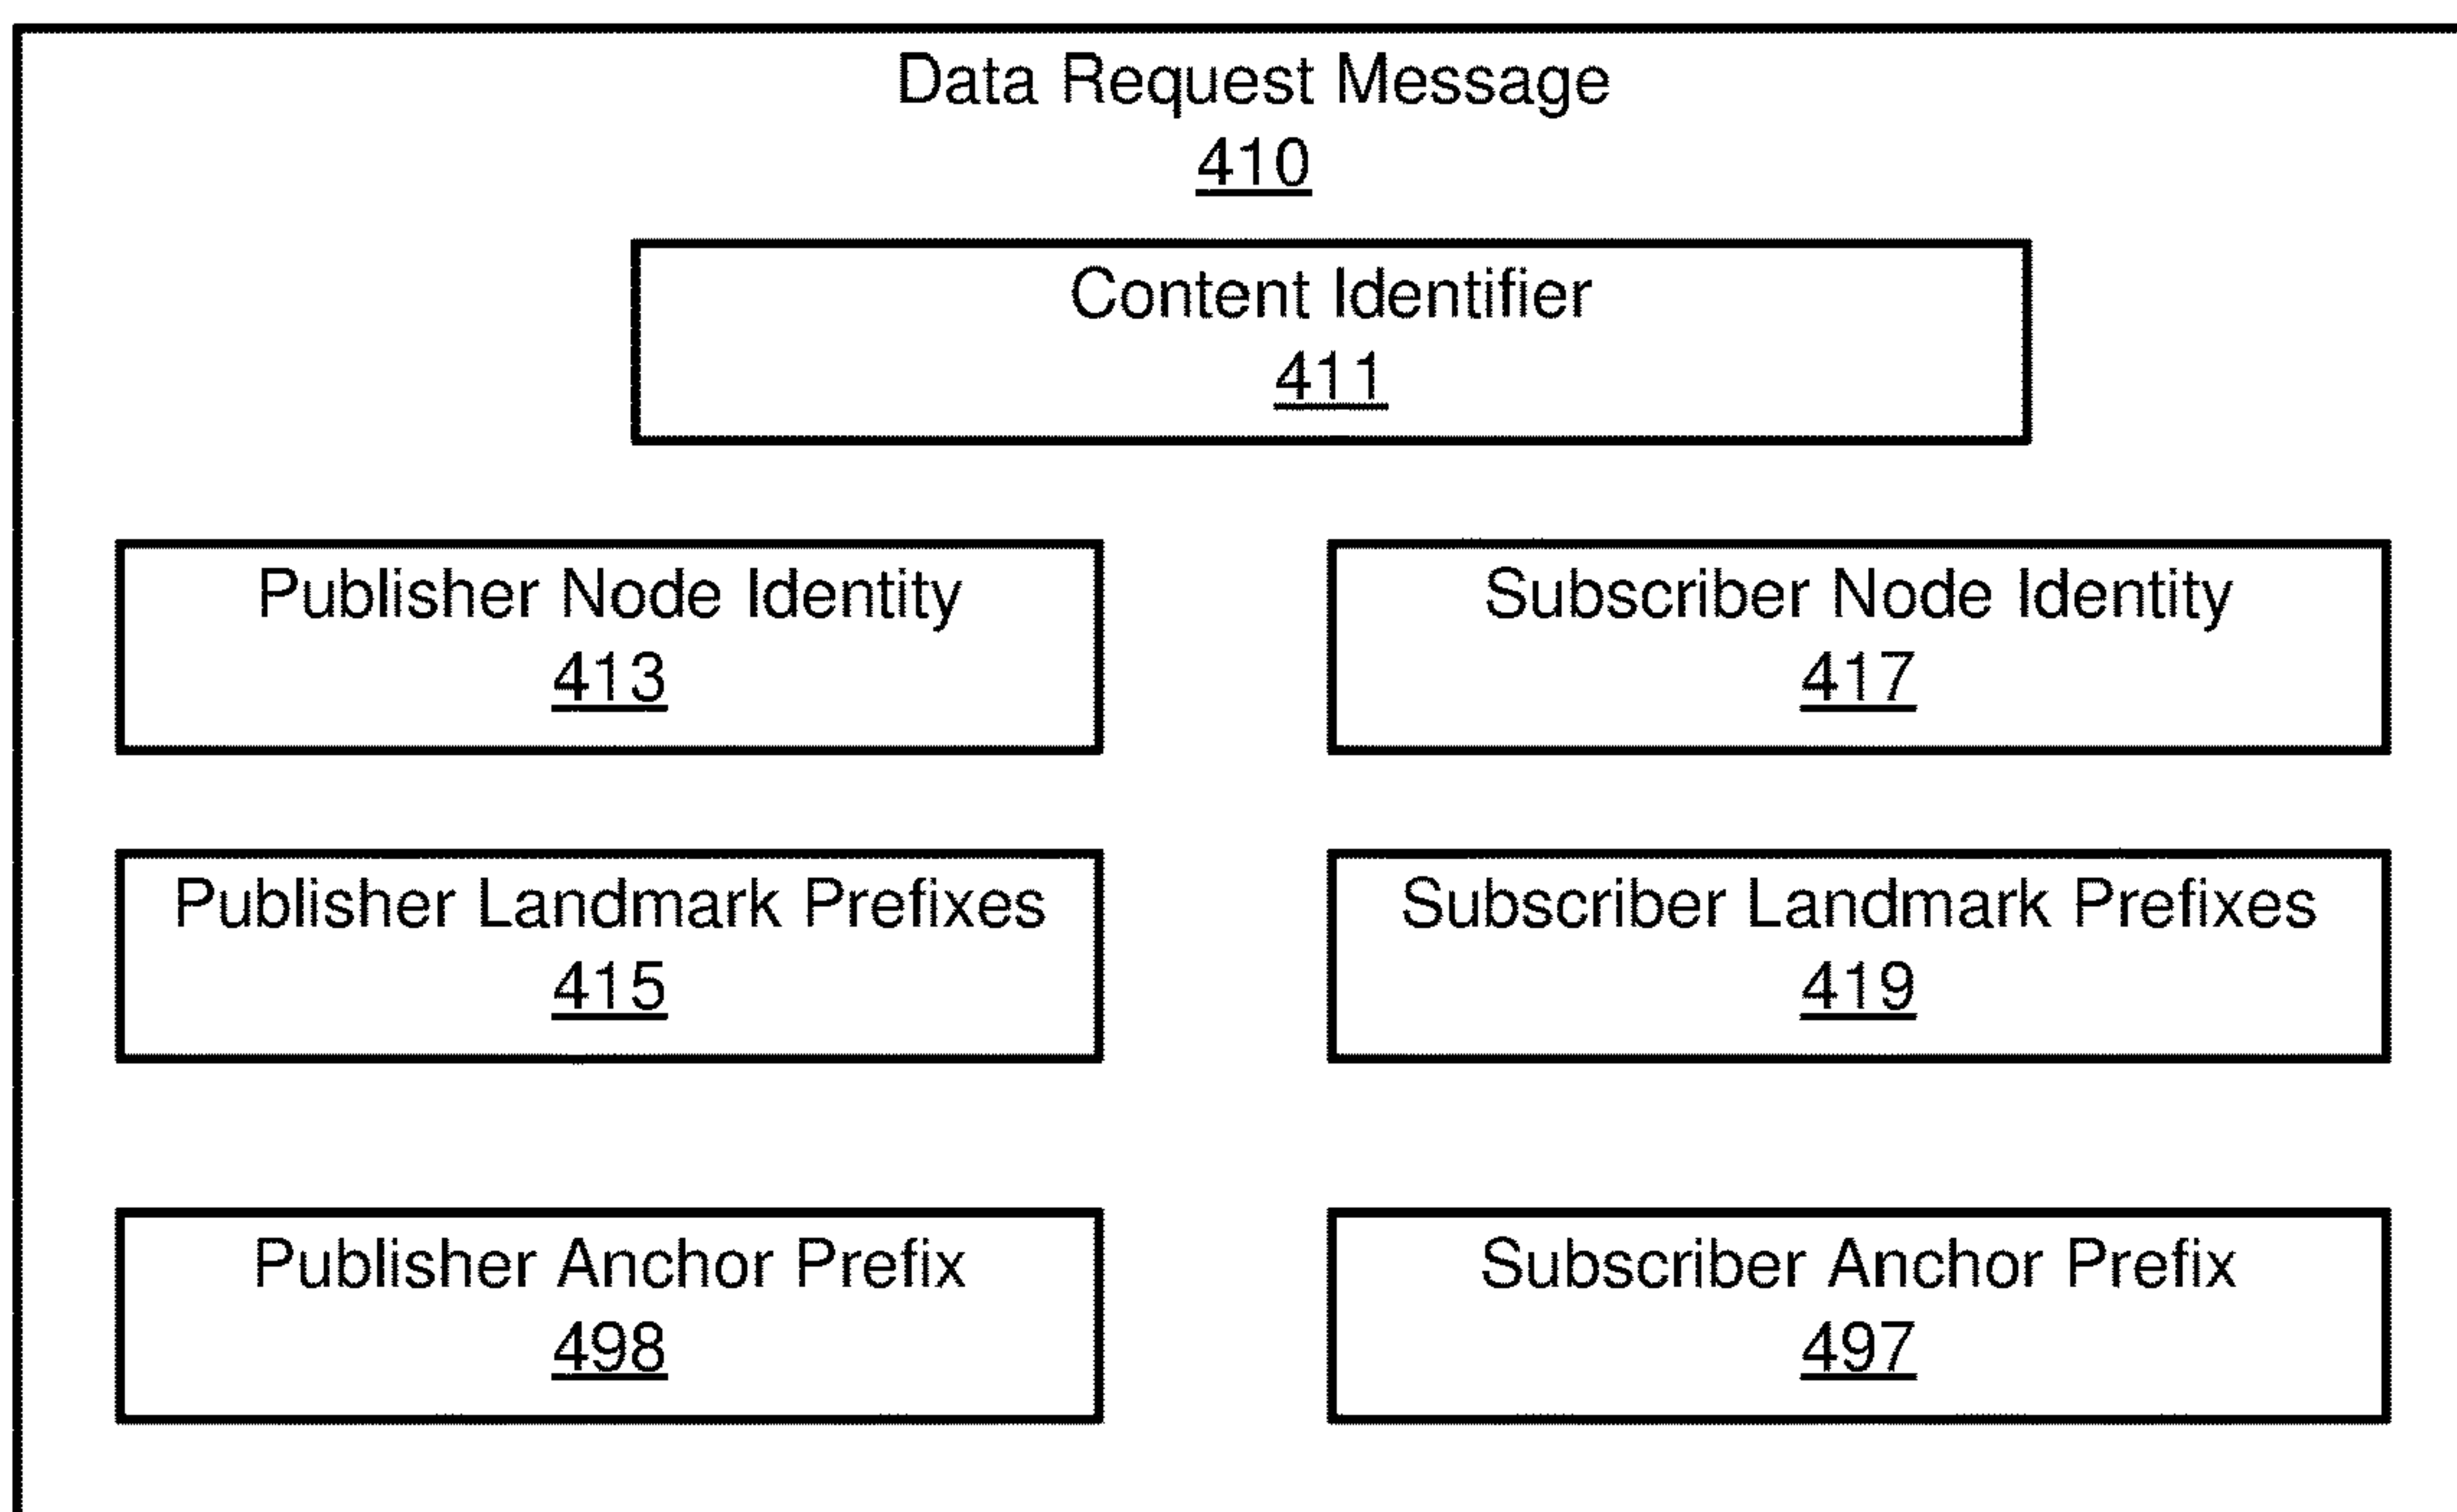 Data Request Message
410
Content Identifier
411
Publisher Node Identity
413
Subscriber Node Identity
417
Publisher Landmark Prefixes
415
Subscriber Landmark Prefixes
419
Publisher Anchor Prefix
498
Subscriber Anchor Prefix
497